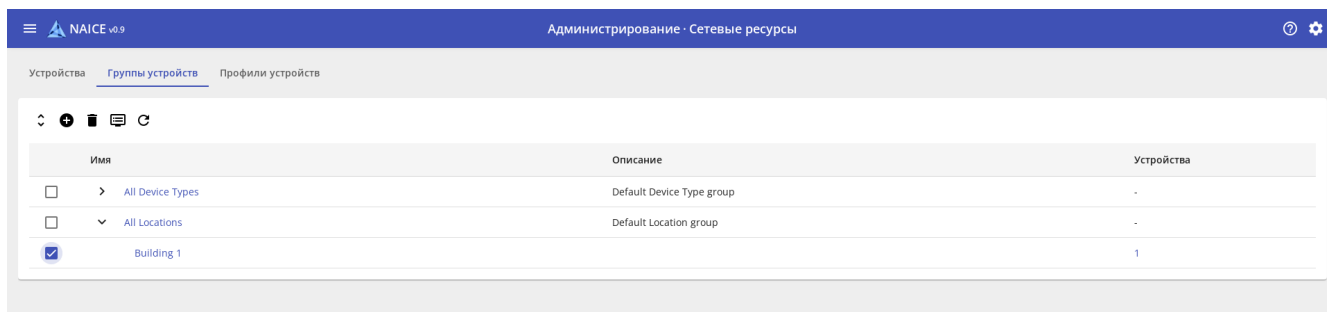 NAICE v0.9
Администрирование · Сетевые ресурсы
Устройства Группы устройств Профили устройств
Имя Описание Устройства
All Device Types Default Device Type group -
All Locations Default Location group -
Building 1 1